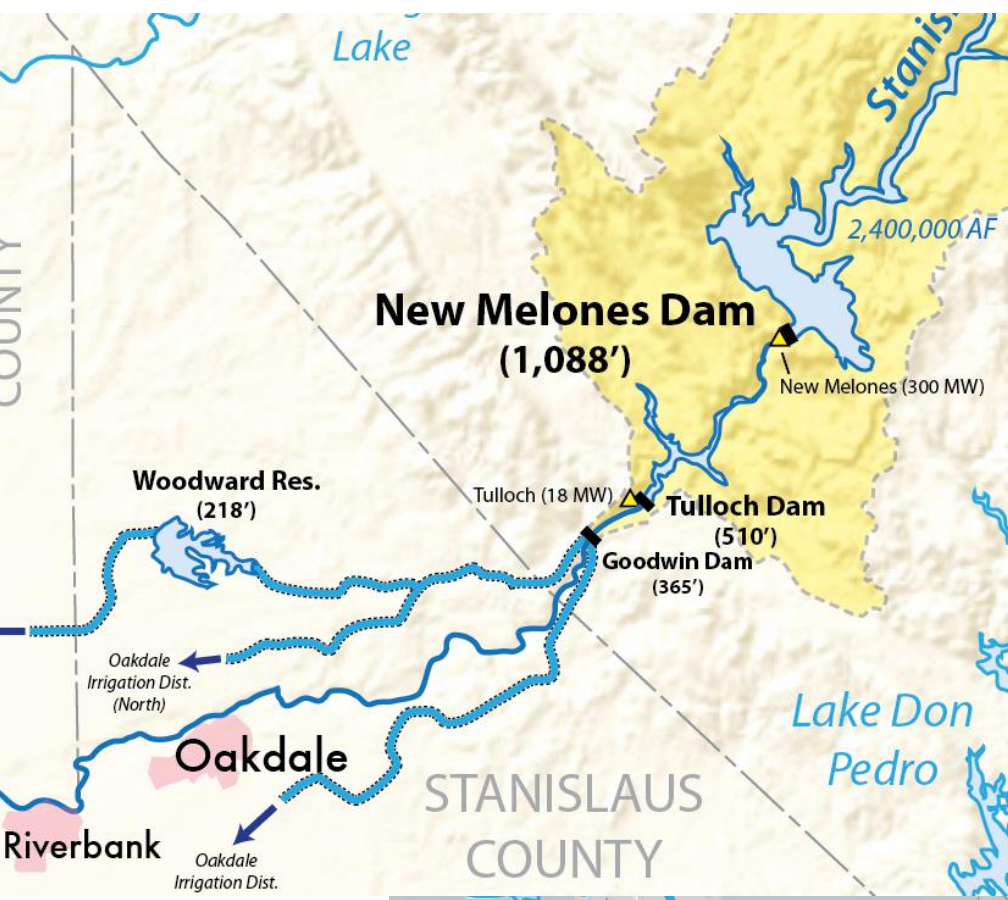 Lake
Stanis
2,400,000 AF
COUNTY
New Melones Dam
(1,088’)
New Melones (300 MW)
Woodward Res.
(218’)
Tulloch (18 MW)
Tulloch Dam
(510’)
Goodwin Dam
(365’)
Oakdale
Irrigation Dist.
(North)
Lake Don
Pedro
Oakdale
STANISLAUS
COUNTY
Riverbank
Oakdale
Irrigation Dist.